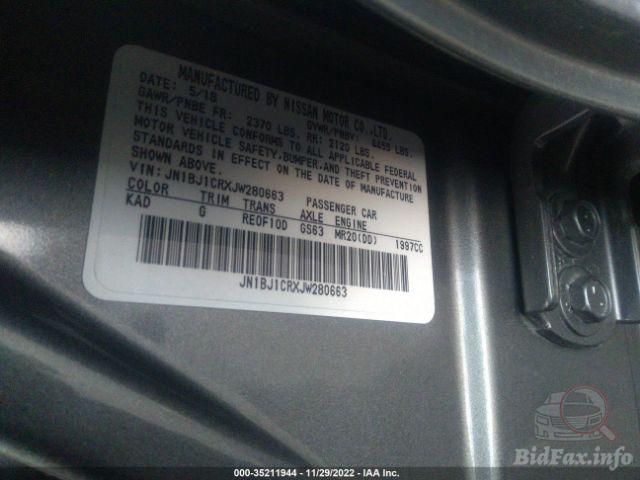 MANUFACTURED BY NISSAN MOTOR CO.,LTD.
DATE: 5/18 GVWR/PNBV: 4455 LBS.
GAWR/PNBE FR: 2370 LBS. RR: 2120 LBS.
THIS VEHICLE CONFORMS TO ALL APPLICABLE FEDERAL
MOTOR VEHICLE SAFETY,BUMPER,AND THEFT PREVENTION
STANDARDS IN EFFECT ON THE DATE OF MANUFACTURE
SHOWN ABOVE.
VIN: JN1BJ1CRXJW280663 PASSENGER CAR
COLOR TRIM TRANS AXLE ENGINE
KAD G RE0F10D GS63 MR20(DD) 1997CC
JN1BJ1CRXJW280663
BidFax.info
000-35211944 - 11/29/2022 - IAA Inc.